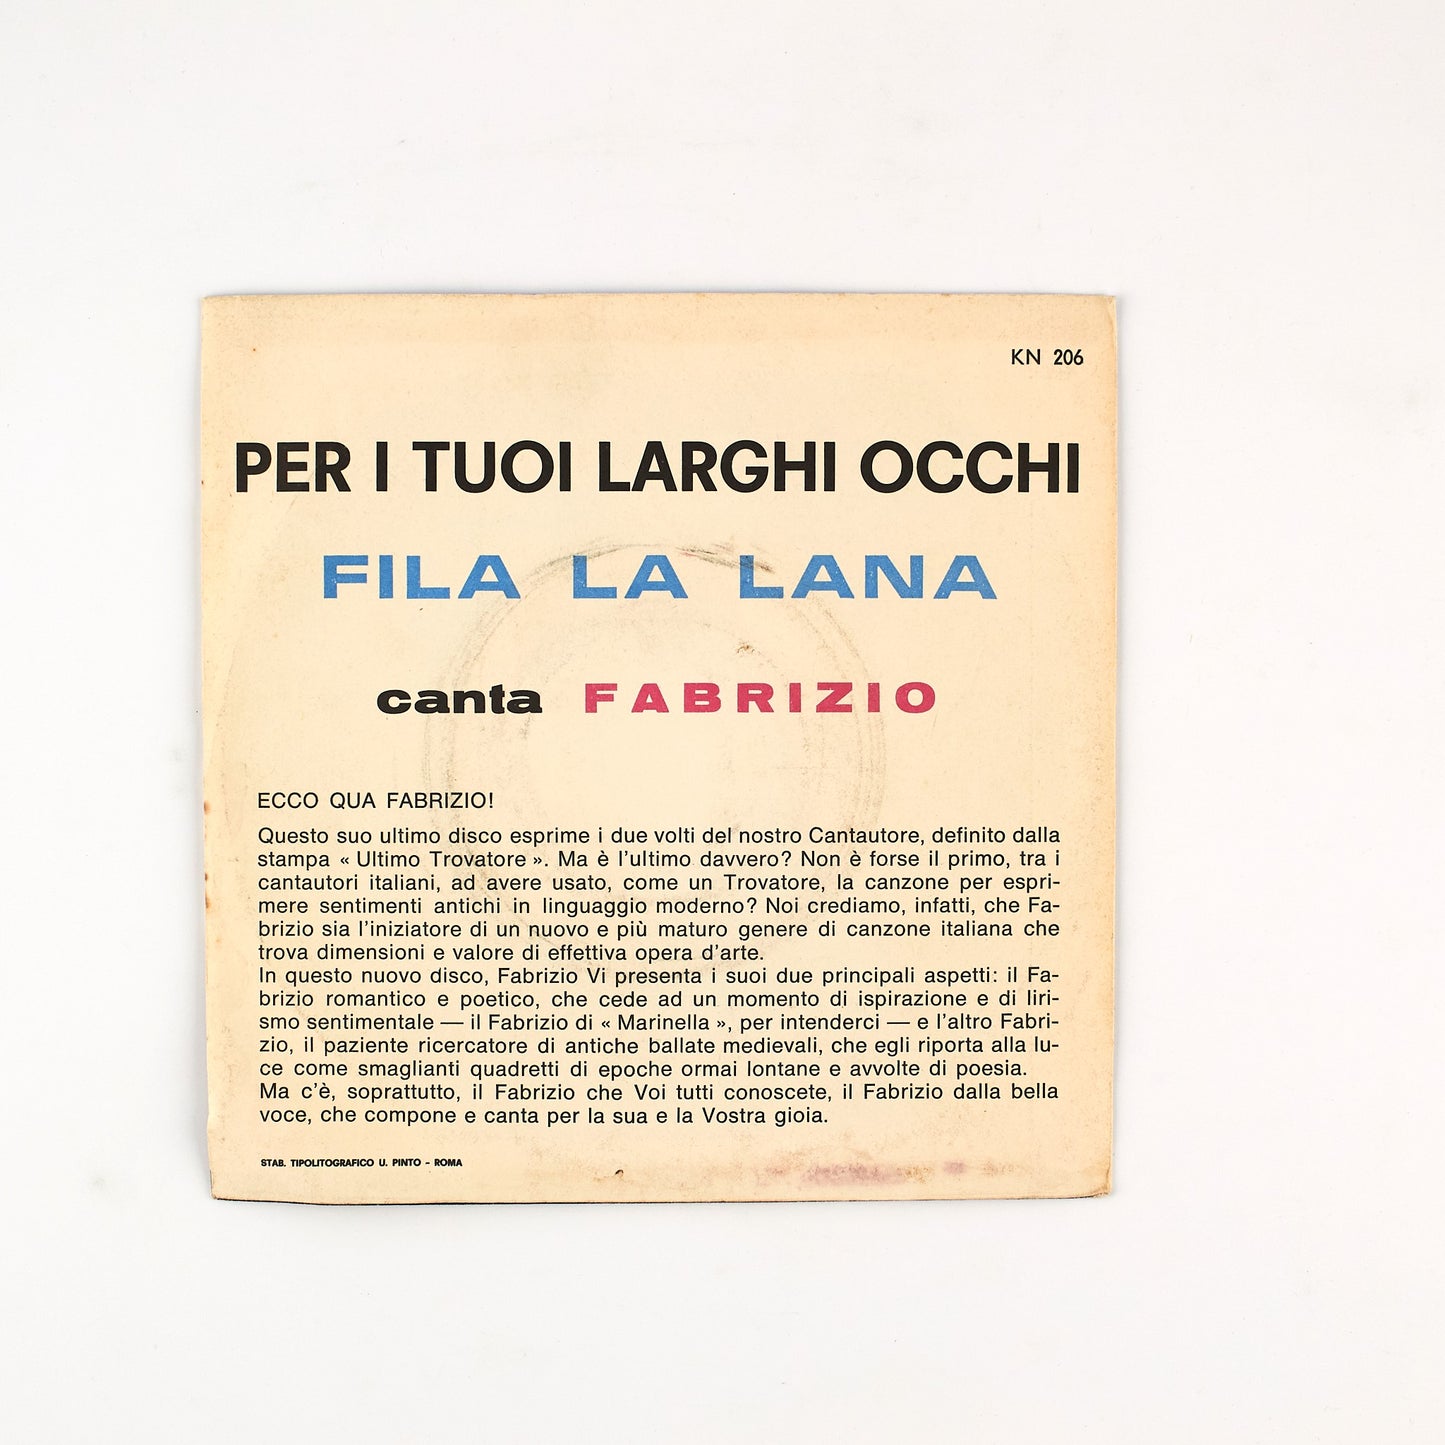 KN 206
PER I TUOI LARGHI OCCHI
FILA LA LANA
canta FABRIZIO
ECCO QUA FABRIZIO!
Questo suo ultimo disco esprime i due volti del nostro Cantautore, definito dalla
stampa « Ultimo Trovatore ». Ma è l'ultimo davvero? Non è forse il primo, tra i
cantautori italiani, ad avere usato, come un Trovatore, la canzone per espri-
mere sentimenti antichi in linguaggio moderno? Noi crediamo, infatti, che Fa-
brizio sia l'iniziatore di un nuovo e più maturo genere di canzone italiana che
trova dimensioni e valore di effettiva opera d'arte.
In questo nuovo disco, Fabrizio Vi presenta i suoi due principali aspetti: il Fa-
brizio romantico e poetico, che cede ad un momento di ispirazione e di liri-
smo sentimentale — il Fabrizio di « Marinella », per intenderci — e l'altro Fabri-
zio, il paziente ricercatore di antiche ballate medievali, che egli riporta alla lu-
ce come smaglianti quadretti di epoche ormai lontane e avvolte di poesia.
Ma c'è, soprattutto, il Fabrizio che Voi tutti conoscete, il Fabrizio dalla bella
voce, che compone e canta per la sua e la Vostra gioia.
STAB. TIPOLITOGRAFICO U. PINTO - ROMA